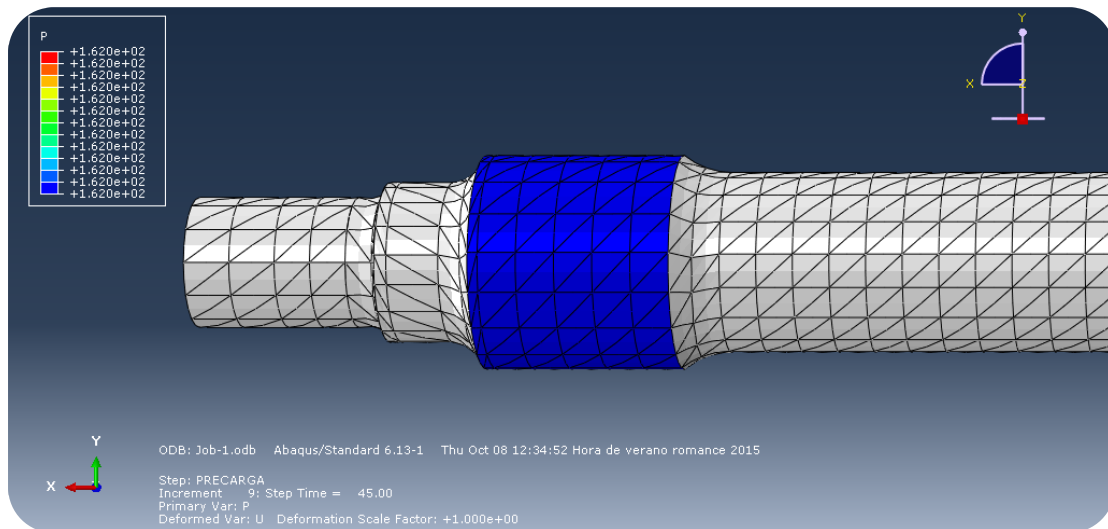 P
+1.620e+02
+1.620e+02
+1.620e+02
+1.620e+02
+1.620e+02
+1.620e+02
+1.620e+02
+1.620e+02
+1.620e+02
+1.620e+02
+1.620e+02
+1.620e+02
+1.620e+02
Y
X
Z
ODB: Job-1.odb Abaqus/Standard 6.13-1 Thu Oct 08 12:34:52 Hora de verano romance 2015
Y
X
Step: PRECARGA
Increment 9: Step Time = 45.00
Primary Var: P
Deformed Var: U Deformation Scale Factor: +1.000e+00